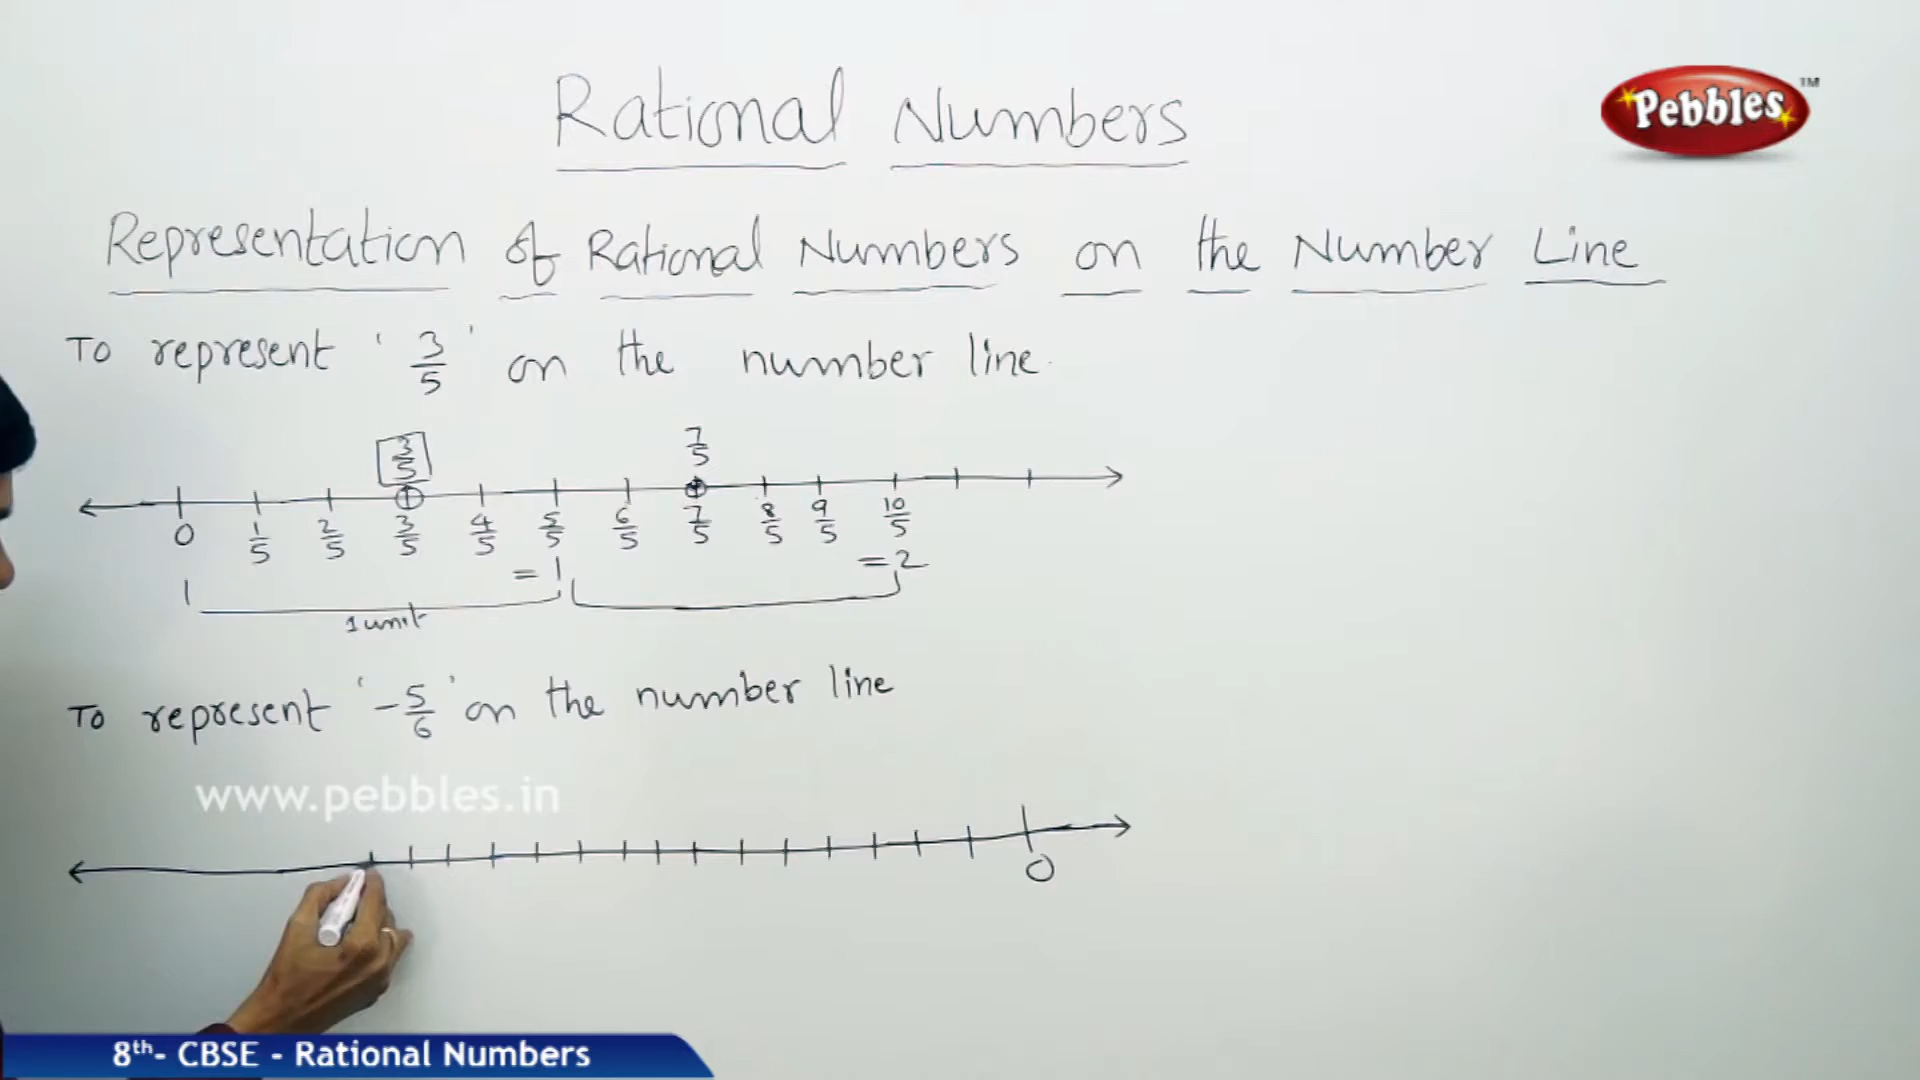 Rational Numbers
Pebbles™
Representation of Rational Numbers on the Number Line
To represent ' 3/5 ' on the number line.
3/5 7/5
0 1/5 2/5 3/5 4/5 5/5 6/5 7/5 8/5 9/5 10/5
= 1 = 2
1 unit
To represent ' -5/6 ' on the number line
www.pebbles.in
0
8th- CBSE - Rational Numbers